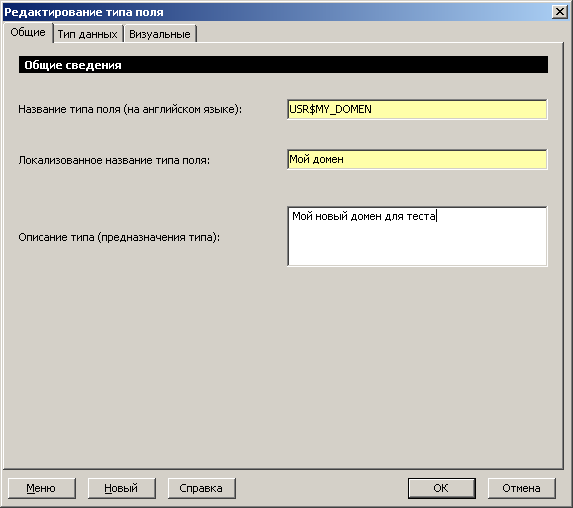 Редактирование типа поля
Общие Тип данных Визуальные
Общие сведения
Название типа поля (на английском языке): USR$MY_DOMEN
Локализованное название типа поля: Мой домен
Мой новый домен для теста
Описание типа (предназначения типа):
Меню Новый Справка ОК Отмена